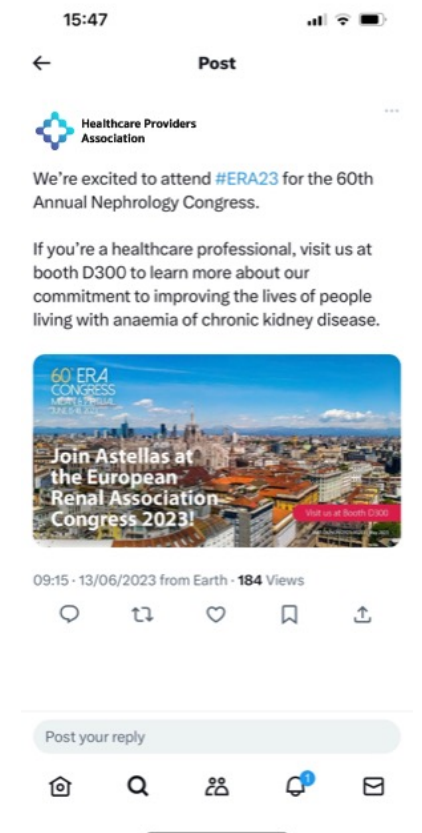 15:47
Post
Healthcare Providers
Association
We're excited to attend #ERA23 for the 60th
Annual Nephrology Congress.
If you're a healthcare professional, visit us at
booth D300 to learn more about our
commitment to improving the lives of people
living with anaemia of chronic kidney disease.
60 ERA
CONGRESS
Join Astellas at
the European
Renal Association
Congress 2023!
Visit us at Booth D300
09:15 · 13/06/2023 from Earth · 184 Views
Post your reply
1